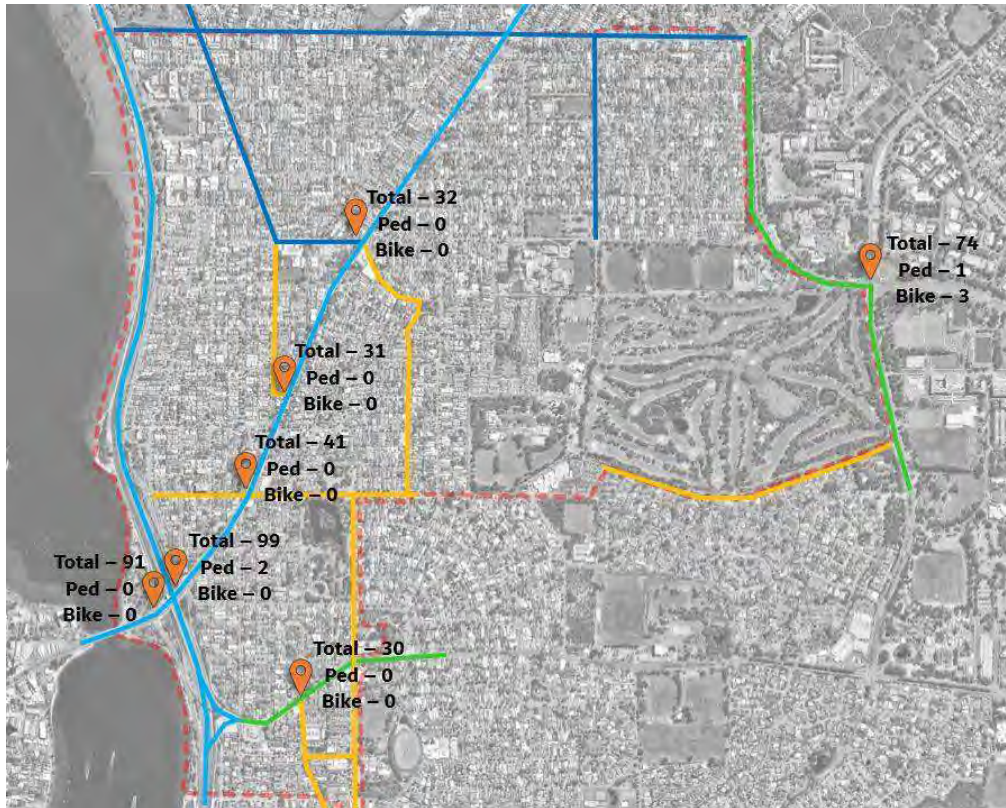 Total – 32
Ped – 0
Bike – 0
Total – 74
Ped – 1
Bike – 3
Total – 31
Ped – 0
Bike – 0
Total – 41
Ped – 0
Bike – 0
Total – 99
Ped – 2
Bike – 0
Total – 91
Ped – 0
Bike – 0
Total – 30
Ped – 0
Bike – 0